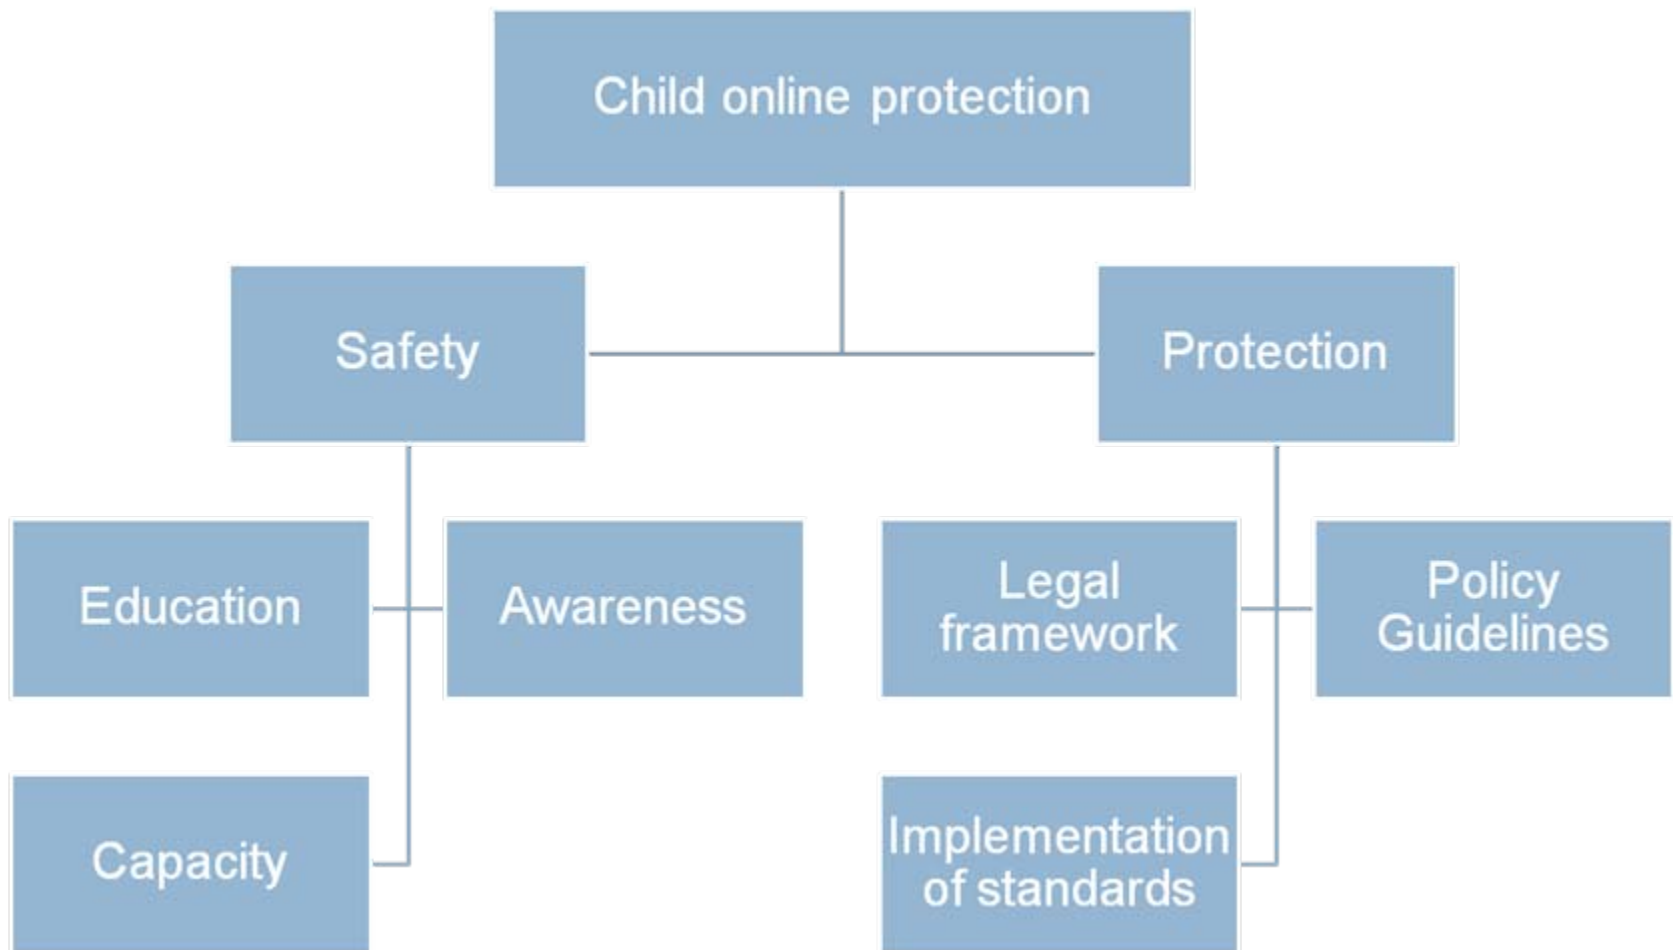 Child online protection
Safety
Protection
Education
Awareness
Legal
framework
Policy
Guidelines
Capacity
Implementation
of standards